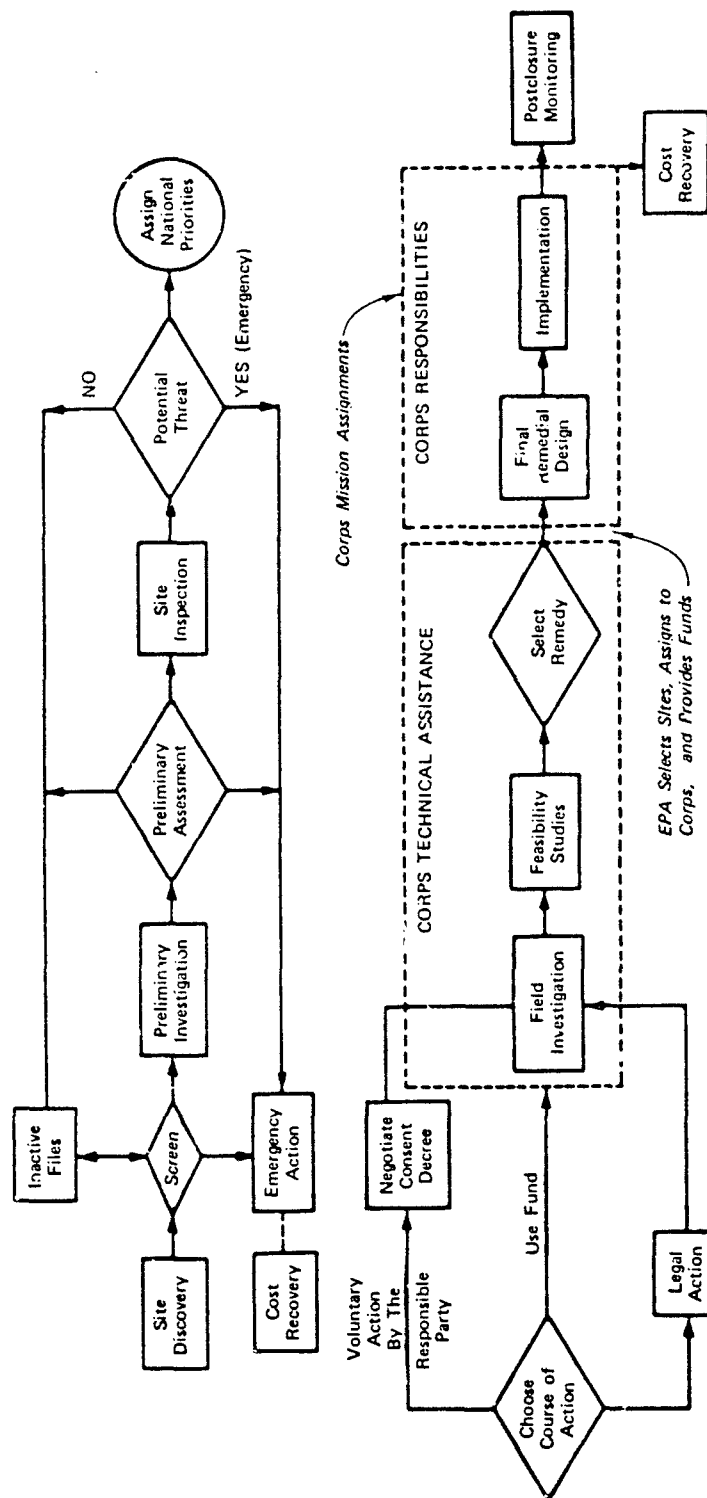 Inactive
Files
Site
Discovery
Screen
Preliminary
Investigation
Preliminary
Assessment
Site
Inspection
Potential
Threat
NO
YES (Emergency)
Assign
National
Priorities
Cost
Recovery
Emergency
Action
Choose
Course of
Action
Voluntary
Action
By The
Responsible
Party
Negotiate
Consent
Decree
Use Fund
Legal
Action
CORPS TECHNICAL ASSISTANCE
Field
Investigation
Feasibility
Studies
Select
Remedy
Corps Mission Assignments
CORPS RESPONSIBILITIES
Final
Remedial
Design
Implementation
Postclosure
Monitoring
Cost
Recovery
EPA Selects Sites, Assigns to
Corps, and Provides Funds